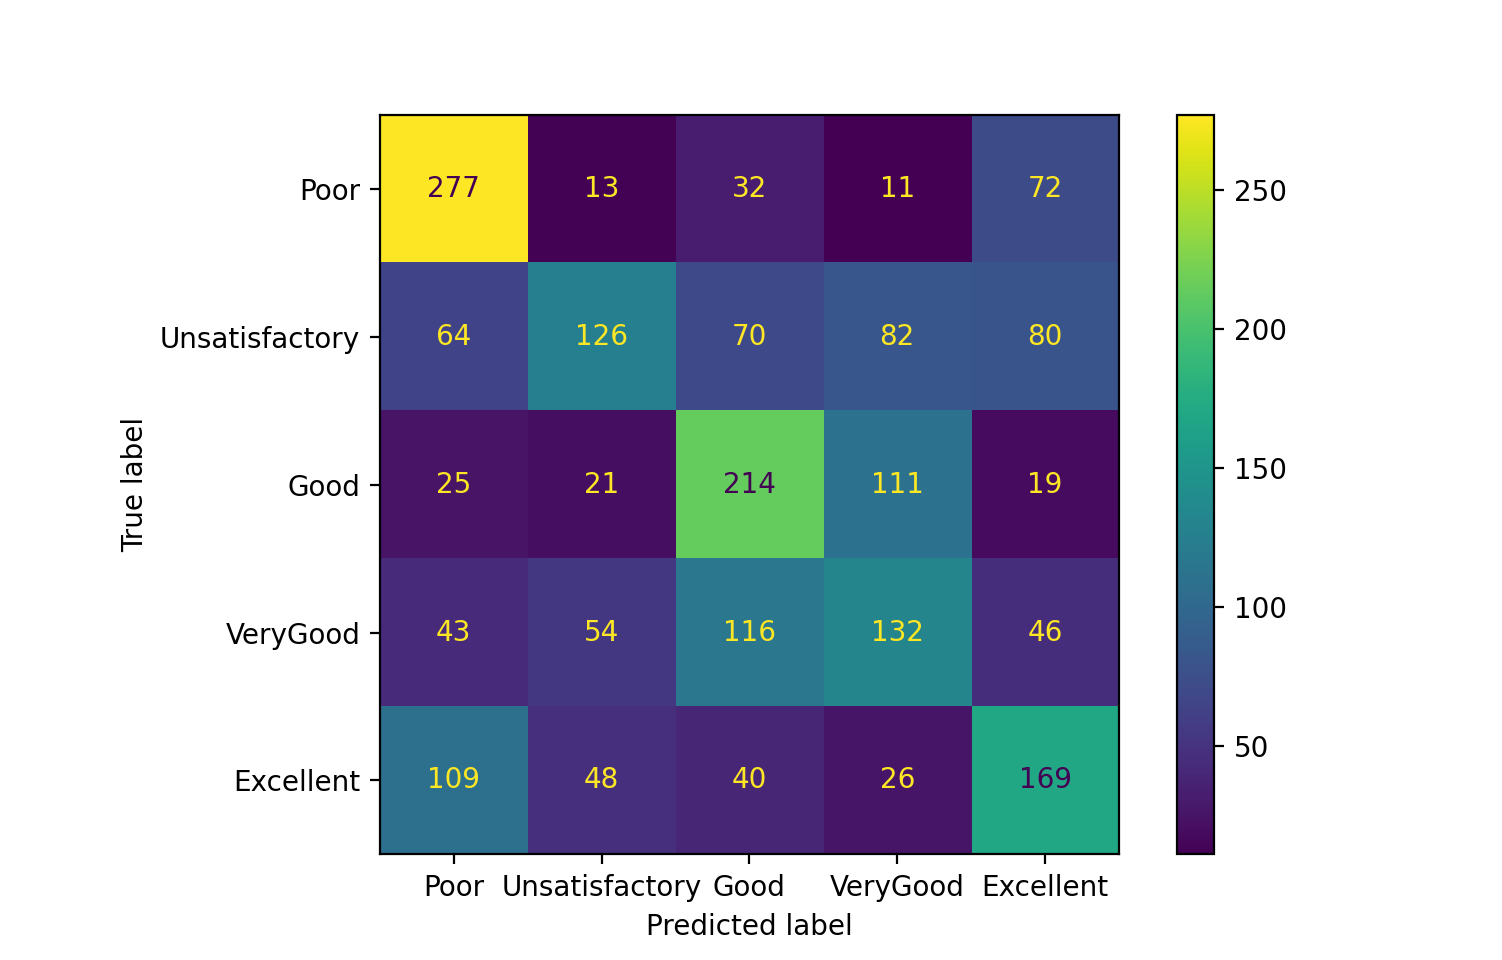 Poor 277 13 32 11 72
Unsatisfactory 64 126 70 82 80
Good 25 21 214 111 19
VeryGood 43 54 116 132 46
Excellent 109 48 40 26 169
Poor Unsatisfactory Good VeryGood Excellent
Predicted label
True label
250
200
150
100
50